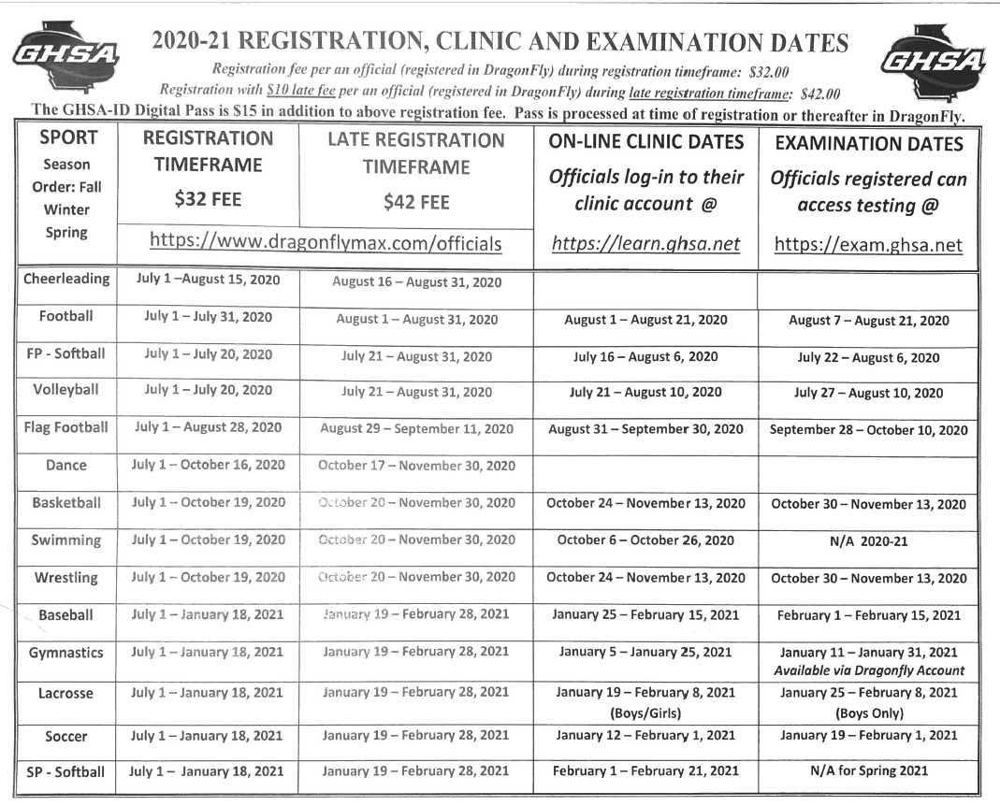 GHSA
2020-21 REGISTRATION, CLINIC AND EXAMINATION DATES
GHSA
Registration fee per an official (registered in DragonFly) during registration timeframe: $32.00
Registration with $10 late fee per an official (registered in DragonFly) during late registration timeframe: $42.00
The GHSA-ID Digital Pass is $15 in addition to above registration fee. Pass is processed at time of registration or thereafter in DragonFly.
SPORT
Season
Order: Fall
Winter
Spring
REGISTRATION
TIMEFRAME
$32 FEE
LATE REGISTRATION
TIMEFRAME
$42 FEE
https://www.dragonflymax.com/officials
ON-LINE CLINIC DATES
Officials log-in to their
clinic account @
https://learn.ghsa.net
EXAMINATION DATES
Officials registered can
access testing @
https://exam.ghsa.net
Cheerleading July 1 –August 15, 2020 August 16 – August 31, 2020
Football July 1 – July 31, 2020 August 1 – August 31, 2020 August 1 – August 21, 2020 August 7 – August 21, 2020
FP - Softball July 1 – July 20, 2020 July 21 – August 31, 2020 July 16 – August 6, 2020 July 22 – August 6, 2020
Volleyball July 1 – July 20, 2020 July 21 – August 31, 2020 July 21 – August 10, 2020 July 27 – August 10, 2020
Flag Football July 1 – August 28, 2020 August 29 – September 11, 2020 August 31 – September 30, 2020 September 28 – October 10, 2020
Dance July 1 – October 16, 2020 October 17 – November 30, 2020
Basketball July 1 – October 19, 2020 October 20 – November 30, 2020 October 24 – November 13, 2020 October 30 – November 13, 2020
Swimming July 1 – October 19, 2020 October 20 – November 30, 2020 October 6 – October 26, 2020 N/A 2020-21
Wrestling July 1 – October 19, 2020 October 20 – November 30, 2020 October 24 – November 13, 2020 October 30 – November 13, 2020
Baseball July 1 – January 18, 2021 January 19 – February 28, 2021 January 25 – February 15, 2021 February 1 – February 15, 2021
Gymnastics July 1 – January 18, 2021 January 19 – February 28, 2021 January 5 – January 25, 2021 January 11 – January 31, 2021
Available via Dragonfly Account
Lacrosse July 1 – January 18, 2021 January 19 – February 28, 2021 January 19 – February 8, 2021 January 25 – February 8, 2021
(Boys/Girls) (Boys Only)
Soccer July 1 – January 18, 2021 January 19 – February 28, 2021 January 12 – February 1, 2021 January 19 – February 1, 2021
SP - Softball July 1 – January 18, 2021 January 19 – February 28, 2021 February 1 – February 21, 2021 N/A for Spring 2021